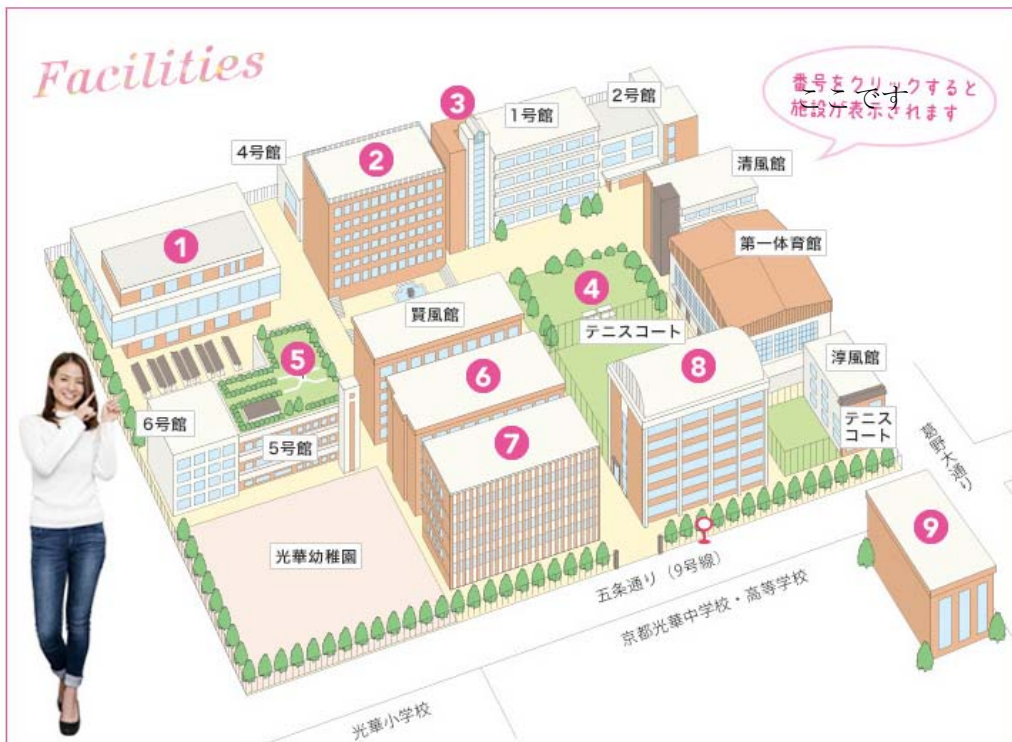 Facilities
番号をクリックすると
施設が表示されます
ここです
3
1号館
2号館
4号館
2
清風館
1
第一体育館
4
賢風館
テニスコート
5
6
8
淳風館
6号館
5号館
7
テニス
コート
葛野大通り
9
光華幼稚園
五条通り（9号線）
京都光華中学校・高等学校
光華小学校